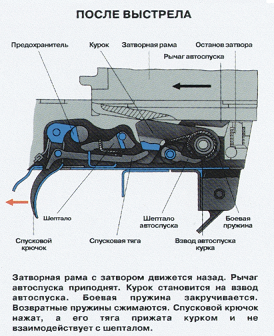 ПОСЛЕ ВЫСТРЕЛА
Предохранитель Курок Затворная рама Останов затвора
Рычаг автоспуска
Шептало Шептало Боевая
автоспуска пружина
Спусковой Спусковая тяга Взвод автоспуска
крючок курка
Затворная рама с затвором движется назад. Рычаг
автоспуска приподнят. Курок становится на взвод
автоспуска. Боевая пружина закручивается.
Возвратные пружины сжимаются. Спусковой крючок
нажат, а его тяга прижата курком и не
взаимодействует с шепталом.